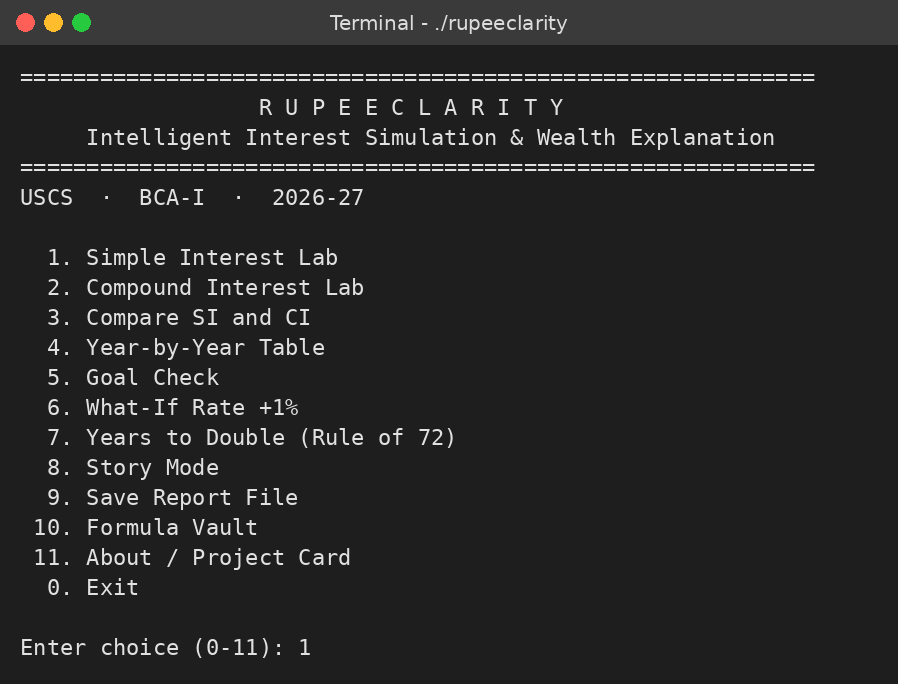 Terminal - ./rupeeclarity
============================================================
R U P E E C L A R I T Y
Intelligent Interest Simulation & Wealth Explanation
============================================================
USCS · BCA-I · 2026-27
1. Simple Interest Lab
2. Compound Interest Lab
3. Compare SI and CI
4. Year-by-Year Table
5. Goal Check
6. What-If Rate +1%
7. Years to Double (Rule of 72)
8. Story Mode
9. Save Report File
10. Formula Vault
11. About / Project Card
0. Exit
Enter choice (0-11): 1